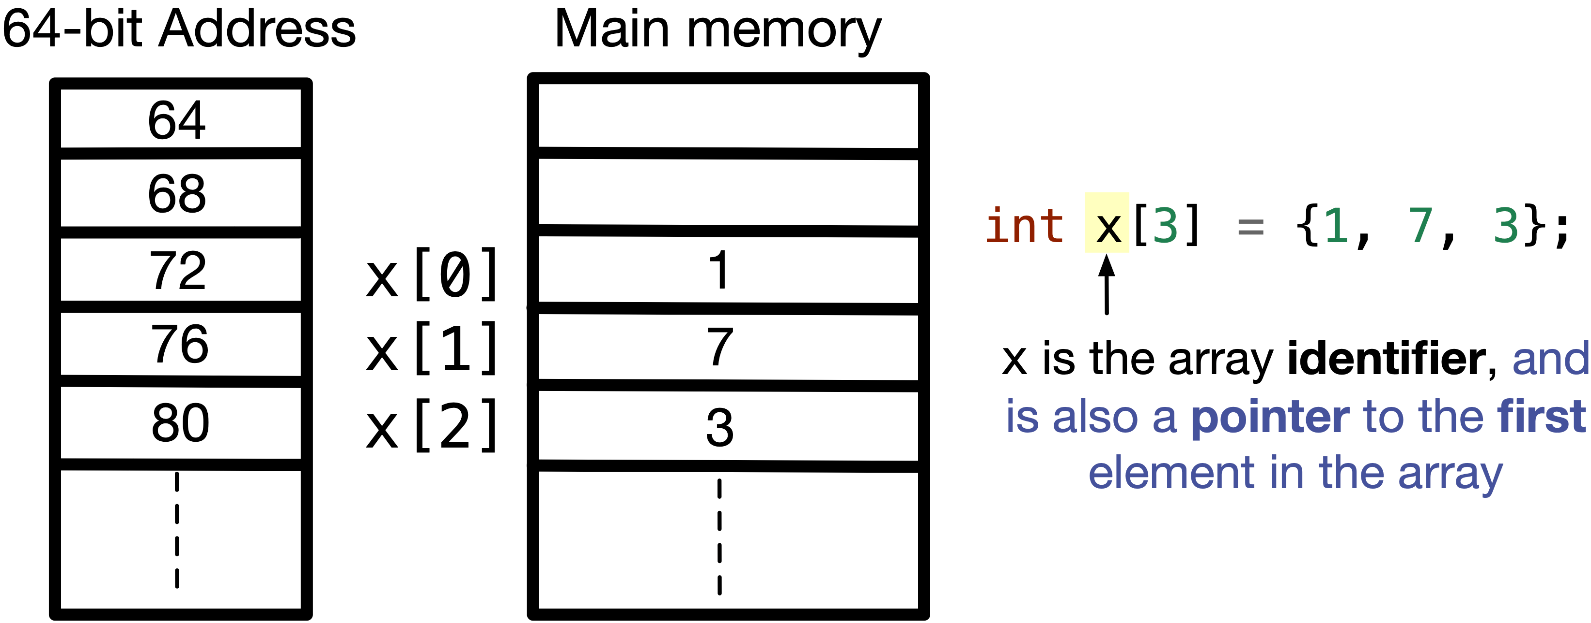 64-bit Address
Main memory
64
68
72
x[0]
1
76
x[1]
7
80
x[2]
3
int x[3] = {1, 7, 3};
x is the array identifier, and
is also a pointer to the first
element in the array